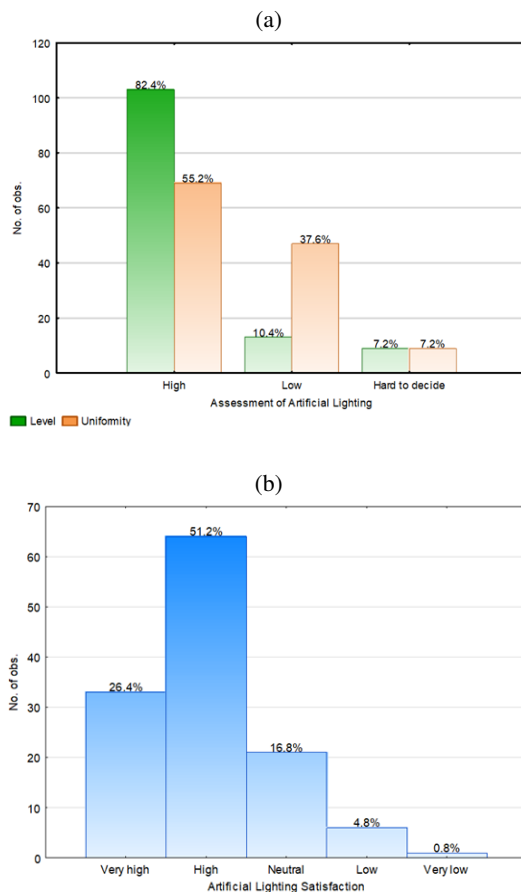 (a)
120
100
80
60
40
20
0
No. of obs.
82.4%
55.2%
10.4%
37.6%
7.2%
7.2%
High
Low
Hard to decide
Assessment of Artificial Lighting
Level
Uniformity
(b)
70
60
50
40
30
20
10
0
No. of obs.
26.4%
51.2%
16.8%
4.8%
0.8%
Very high
High
Neutral
Low
Very low
Artificial Lighting Satisfaction